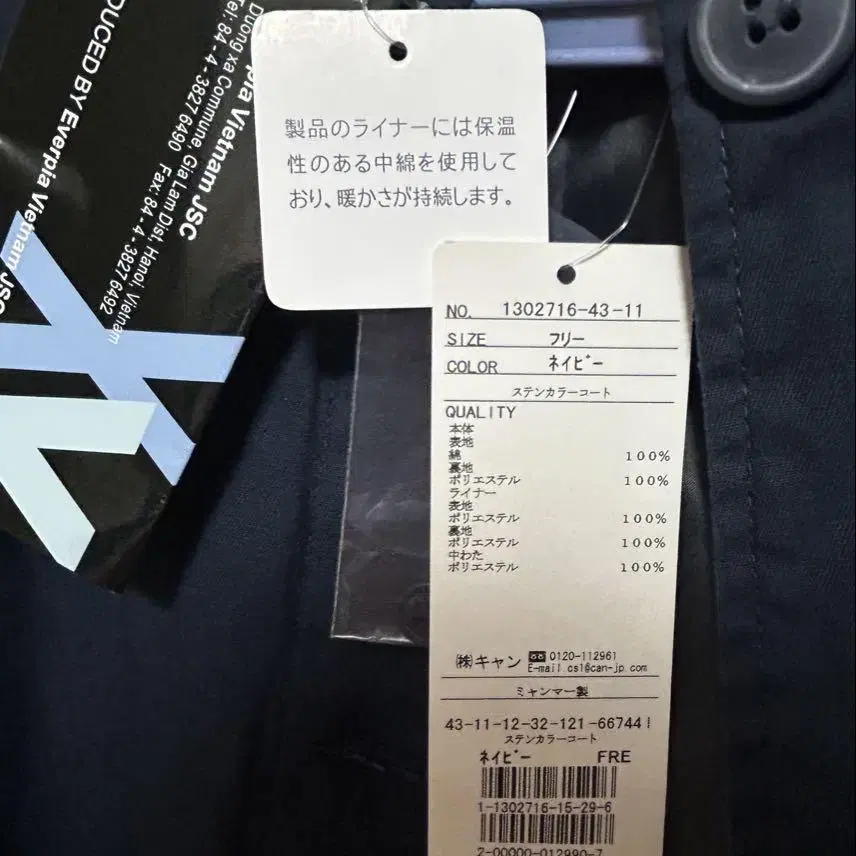 DUCED BY Everpia Vietnam JSC
pia Vietnam JSC
Duong xa Commune, Gia Lam Dist, Hanoi, Vietnam
Tel: 84 - 4 - 3827 6490 Fax: 84 - 4 - 3827 6492
製品のライナーには保温
性のある中綿を使用して
おり、暖かさが持続します。
NO. 1302716-43-11
SIZE フリー
COLOR ネイビー
ステンカラーコート
QUALITY
本体
表地
綿 100%
裏地
ポリエステル 100%
ライナー
表地
ポリエステル 100%
裏地
ポリエステル 100%
中わた
ポリエステル 100%
㈱キャン 0120-112961
E-mail cs1@can-jp.com
ミャンマー製
43-11-12-32-121-66744!
ステンカラーコート
ネイビー FRE
1-1302716-15-29-6
2-00000-012990-7